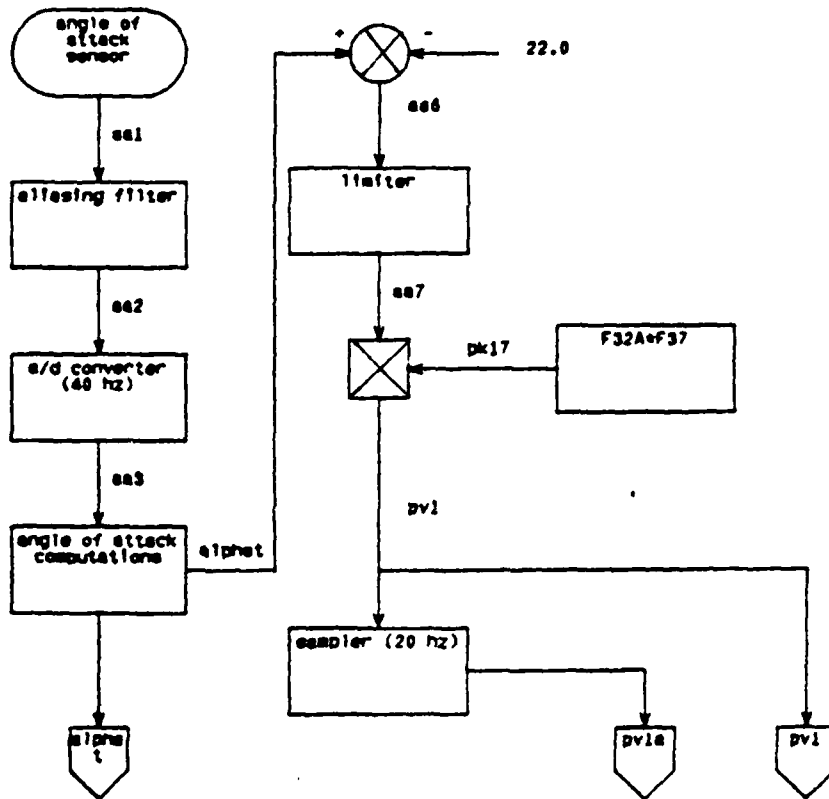 angle of
attack
sensor
+
-
22.0
aa1
aa6
aliasing filter
limiter
aa2
aa7
a/d converter
(40 hz)
pk17
F32A*F37
aa3
pv1
angle of attack
computations
alphat
sampler (20 hz)
alpha
t
pv1a
pv1